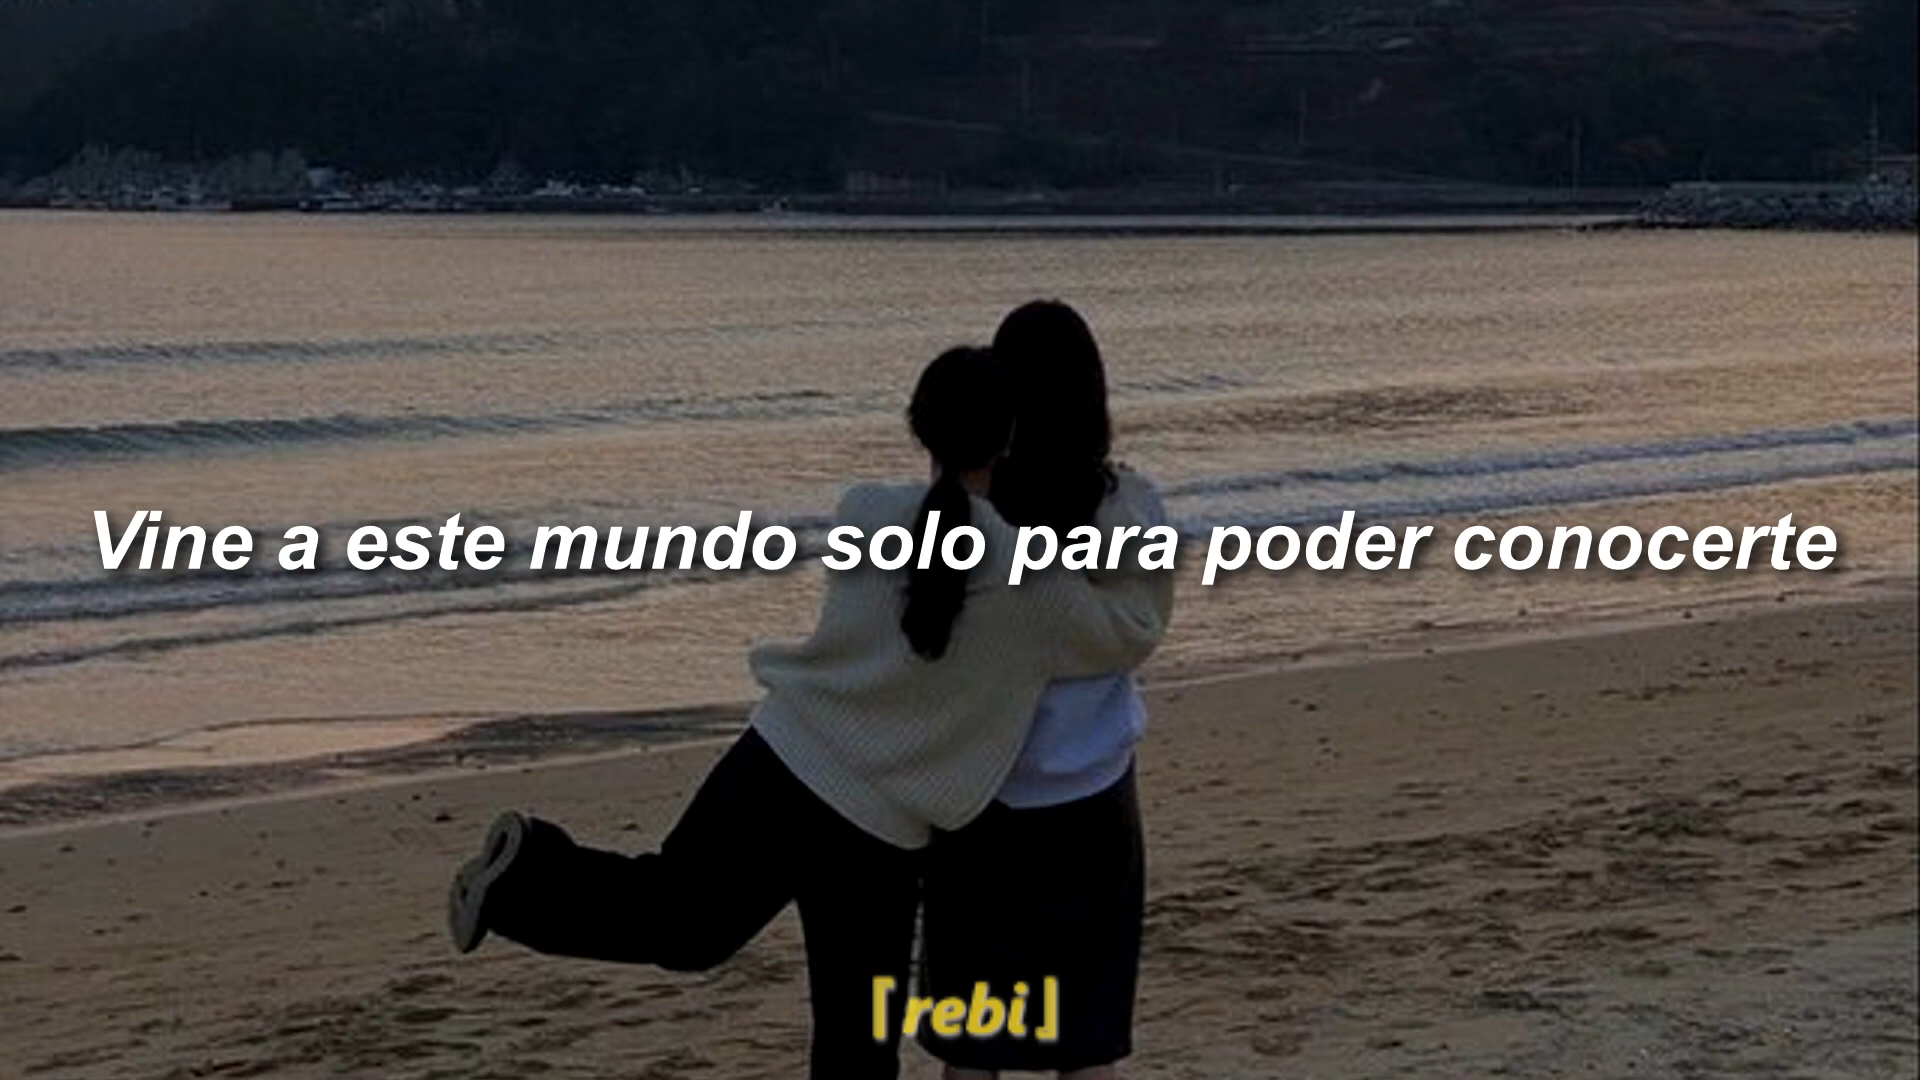 Vine a este mundo solo para poder conocerte
「rebi」